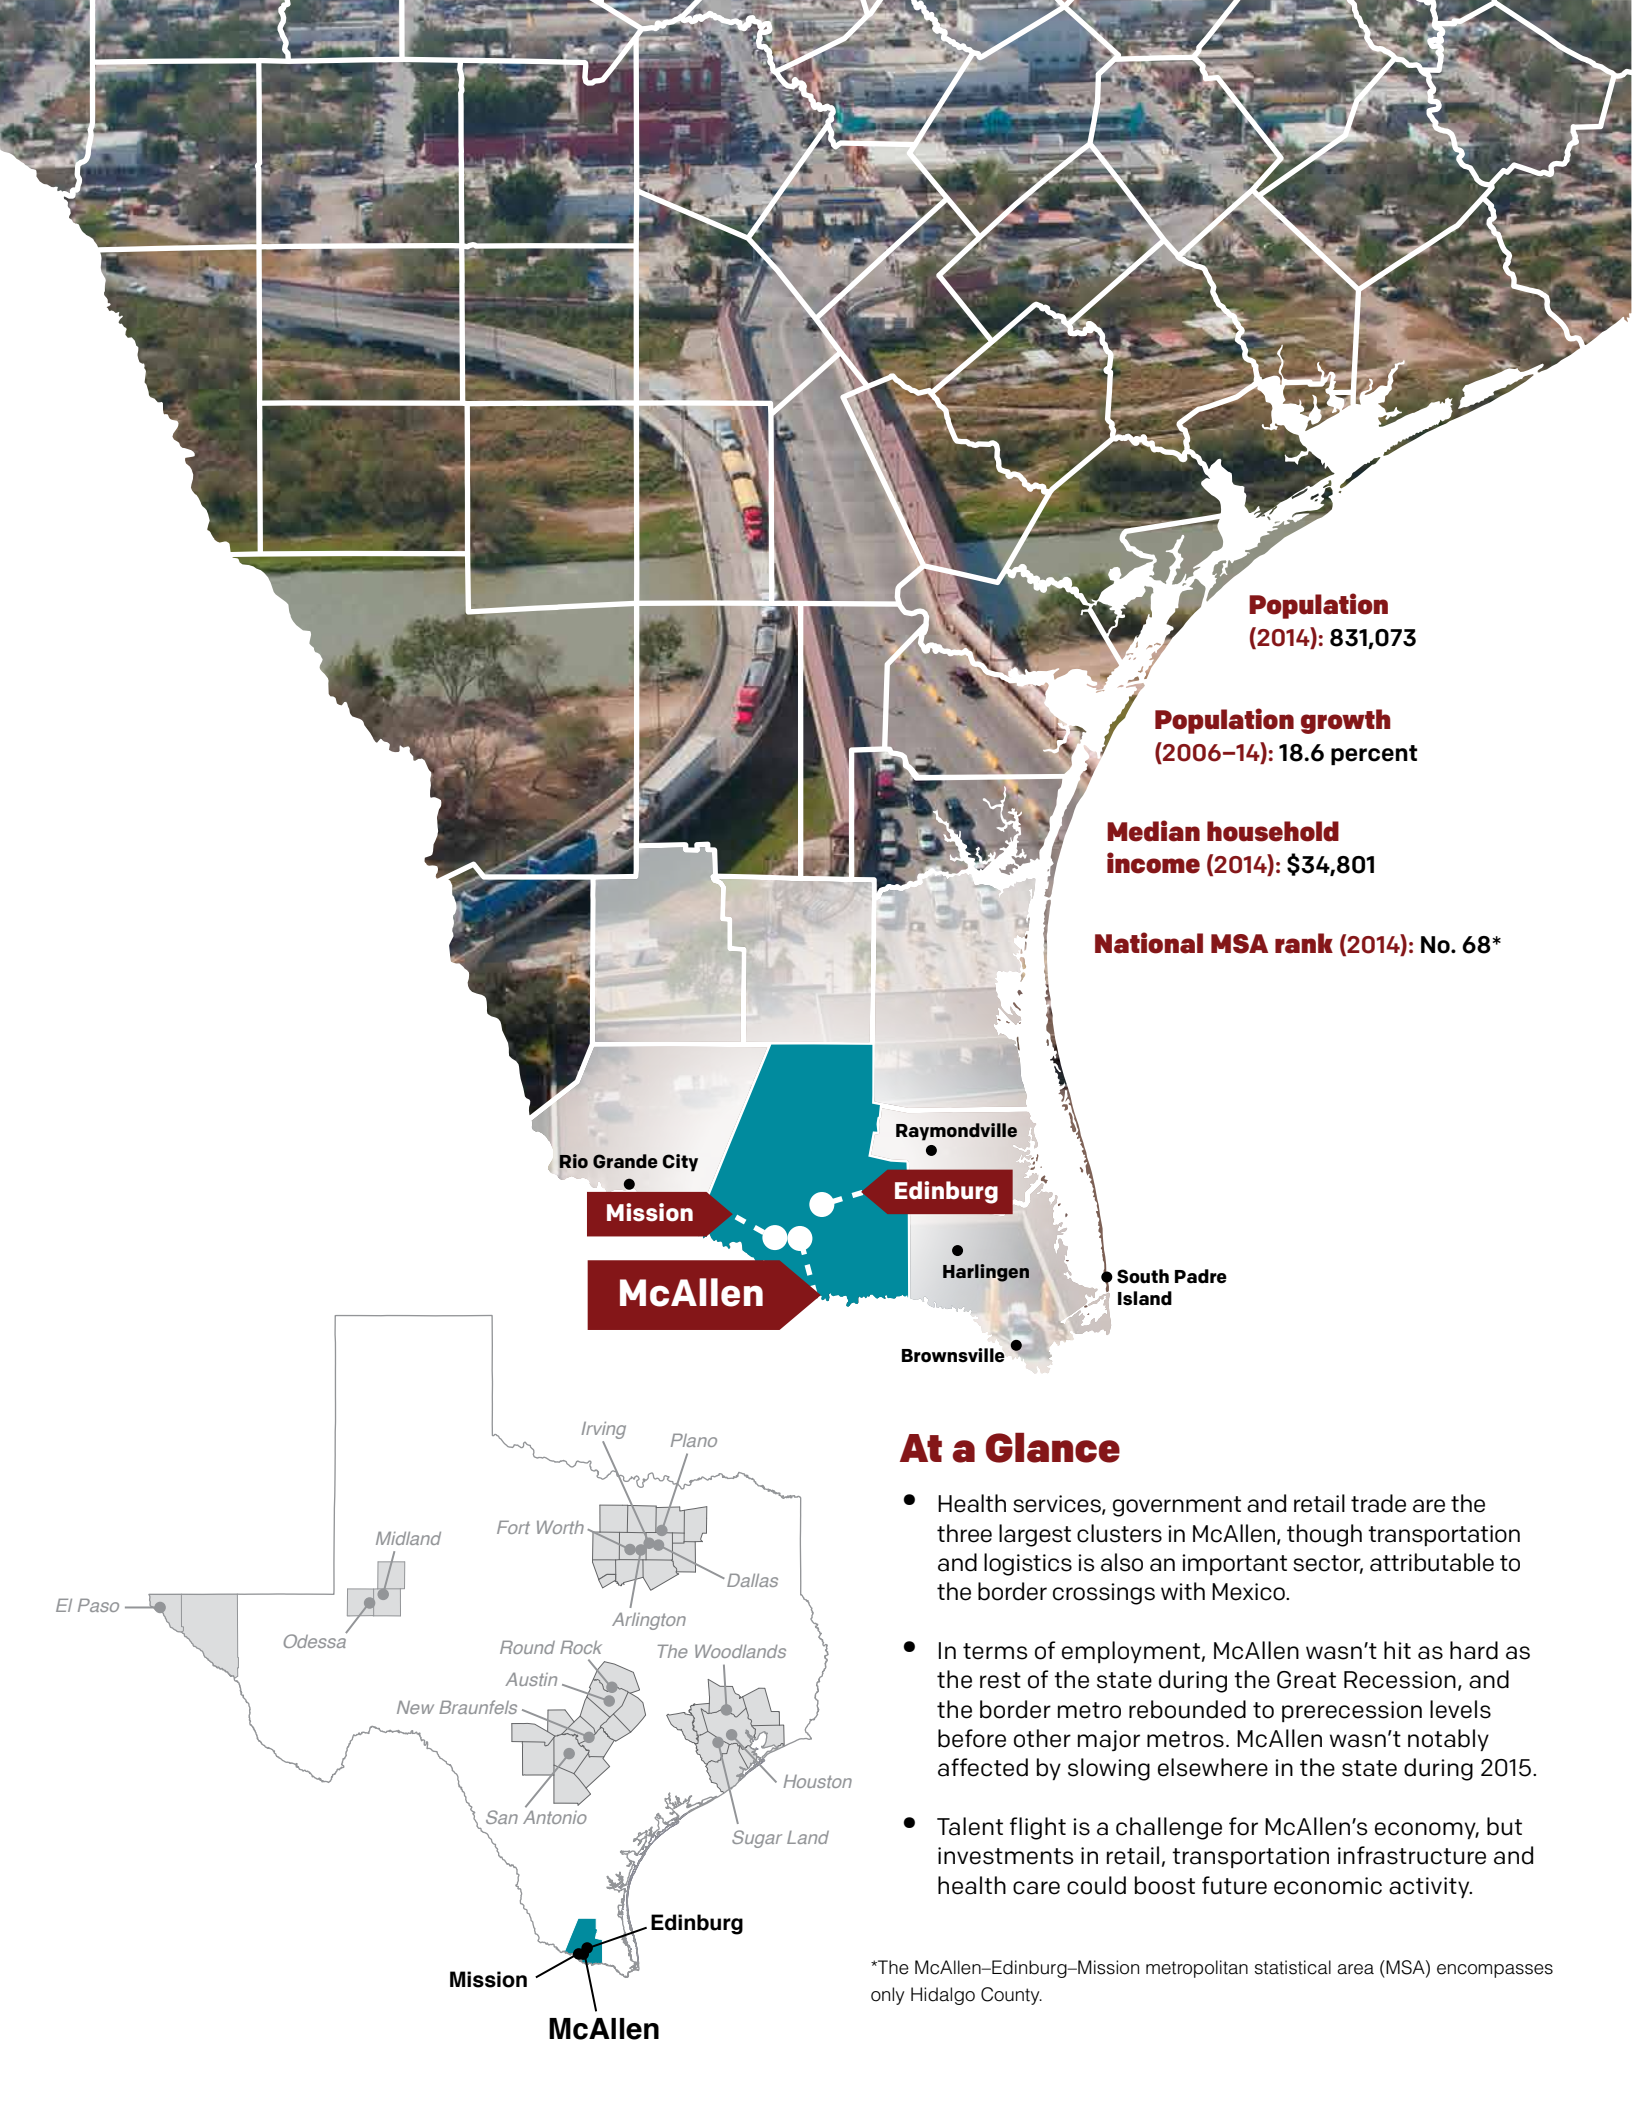 Population
(2014): 831,073
Population growth
(2006–14): 18.6 percent
Median household
income (2014): $34,801
National MSA rank (2014): No. 68*
Raymondville
Rio Grande City
Edinburg
Mission
Harlingen
McAllen
South Padre
Island
Brownsville
Irving
Plano
Fort Worth
Midland
Dallas
El Paso
Arlington
Odessa
Round Rock
The Woodlands
Austin
New Braunfels
Houston
San Antonio
Sugar Land
Edinburg
Mission
McAllen
At a Glance
• Health services, government and retail trade are the
three largest clusters in McAllen, though transportation
and logistics is also an important sector, attributable to
the border crossings with Mexico.
• In terms of employment, McAllen wasn’t hit as hard as
the rest of the state during the Great Recession, and
the border metro rebounded to prerecession levels
before other major metros. McAllen wasn’t notably
affected by slowing elsewhere in the state during 2015.
• Talent flight is a challenge for McAllen’s economy, but
investments in retail, transportation infrastructure and
health care could boost future economic activity.
*The McAllen–Edinburg–Mission metropolitan statistical area (MSA) encompasses
only Hidalgo County.